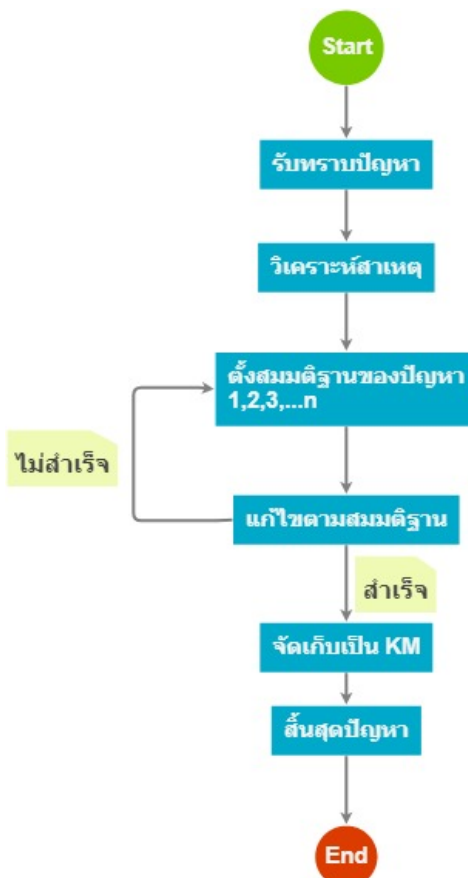 Start
รับทราบปัญหา
วิเคราะห์สาเหตุ
ตั้งสมมติฐานของปัญหา
1,2,3,...n
ไม่สำเร็จ
แก้ไขตามสมมติฐาน
สำเร็จ
จัดเก็บเป็น KM
สิ้นสุดปัญหา
End